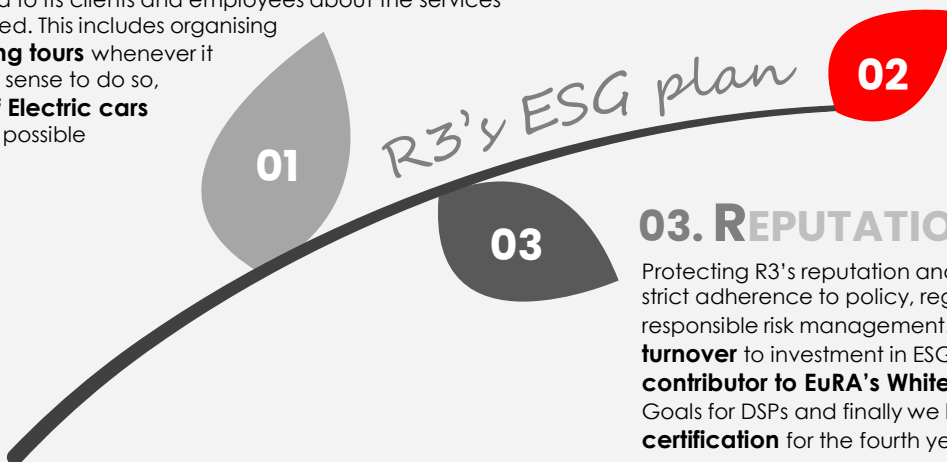 to its clients and employees about the services
ed. This includes organising
ng tours whenever it
sense to do so,
Electric cars
possible
R3's ESG plan
01
02
03
03. REPUTATIO
Protecting R3's reputation and
strict adherence to policy, reg
responsible risk management
turnover to investment in ESG
contributor to EuRA's White
Goals for DSPs and finally we
certification for the fourth ye